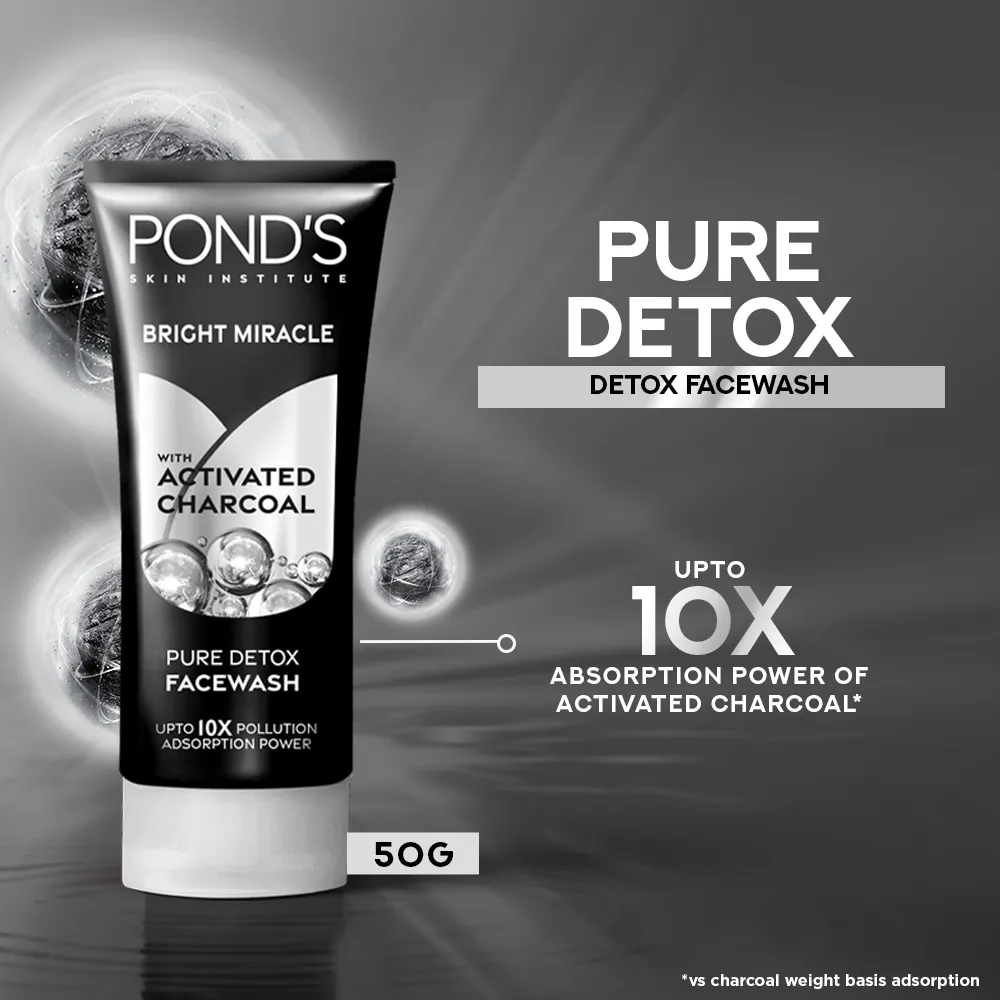 POND'S
SKIN INSTITUTE
BRIGHT MIRACLE
WITH
ACTIVATED
CHARCOAL
PURE DETOX
FACEWASH
UPTO 10X POLLUTION
ADSORPTION POWER
50G
PURE
DETOX
DETOX FACEWASH
UPTO
10X
ABSORPTION POWER OF
ACTIVATED CHARCOAL*
*vs charcoal weight basis adsorption